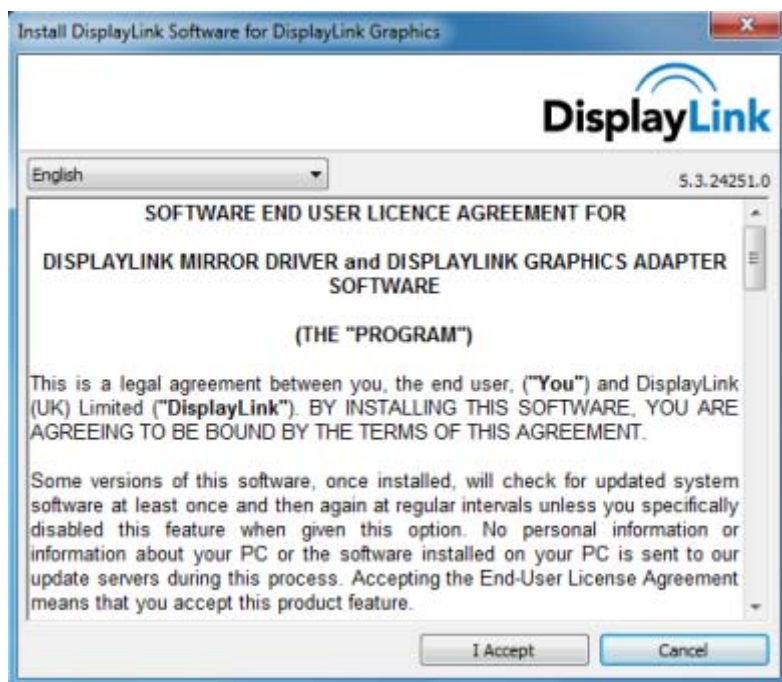 Install DisplayLink Software for DisplayLink Graphics
DisplayLink
English
5.3.24251.0
SOFTWARE END USER LICENCE AGREEMENT FOR
DISPLAYLINK MIRROR DRIVER and DISPLAYLINK GRAPHICS ADAPTER
SOFTWARE
(THE "PROGRAM")
This is a legal agreement between you, the end user, ("You") and DisplayLink
(UK) Limited ("DisplayLink"). BY INSTALLING THIS SOFTWARE, YOU ARE
AGREEING TO BE BOUND BY THE TERMS OF THIS AGREEMENT.
Some versions of this software, once installed, will check for updated system
software at least once and then again at regular intervals unless you specifically
disabled this feature when given this option. No personal information or
information about your PC or the software installed on your PC is sent to our
update servers during this process. Accepting the End-User License Agreement
means that you accept this product feature.
I Accept
Cancel